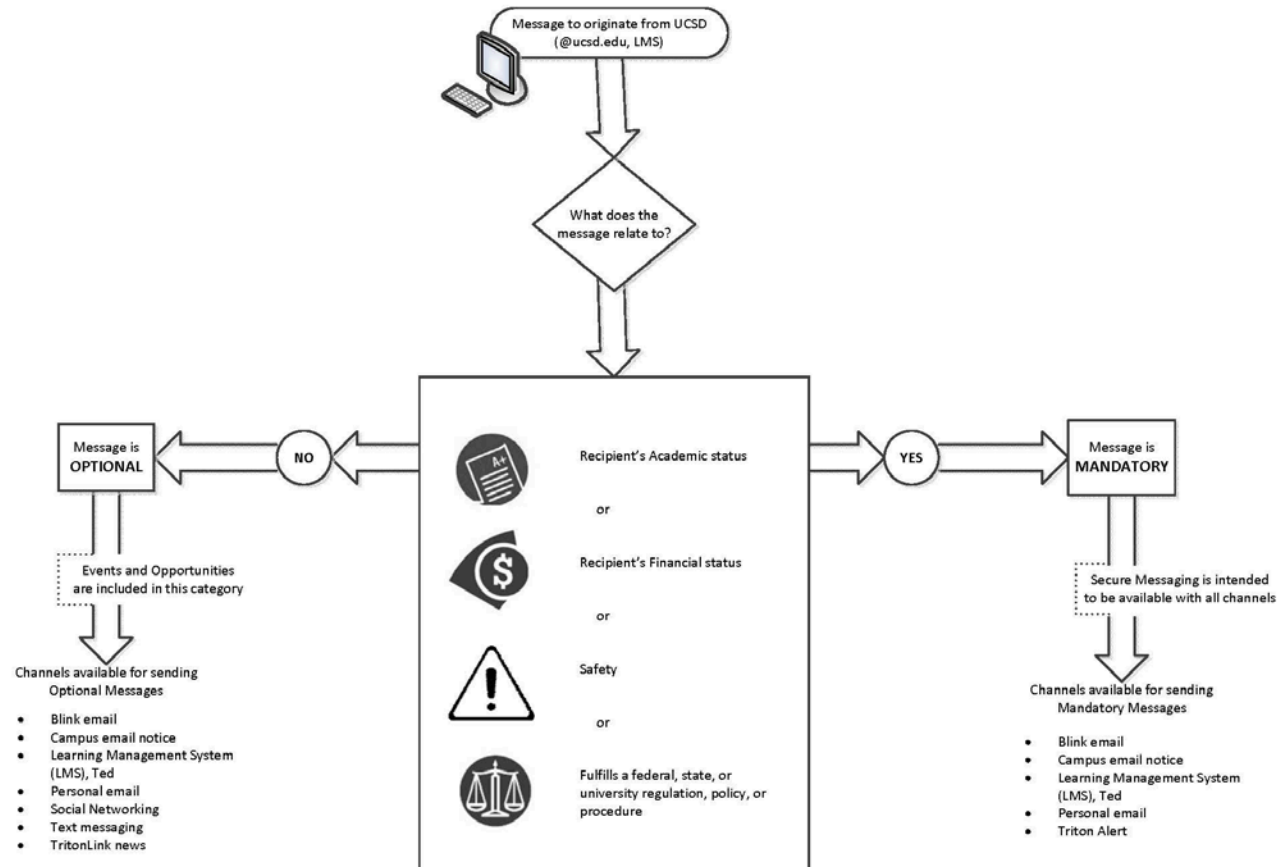 Message to originate from UCSD
(@ucsd.edu, LMS)
What does the
message relate to?
Message is
OPTIONAL
NO
A+
Recipient's Academic status
or
$
Recipient's Financial status
or
!
Safety
or
Fulfills a federal, state, or
university regulation, policy, or
procedure
YES
Message is
MANDATORY
Events and Opportunities
are included in this category
Channels available for sending
Optional Messages
• Blink email
• Campus email notice
• Learning Management System
(LMS), Ted
• Personal email
• Social Networking
• Text messaging
• TritonLink news
Secure Messaging is intended
to be available with all channels
Channels available for sending
Mandatory Messages
• Blink email
• Campus email notice
• Learning Management System
(LMS), Ted
• Personal email
• Triton Alert